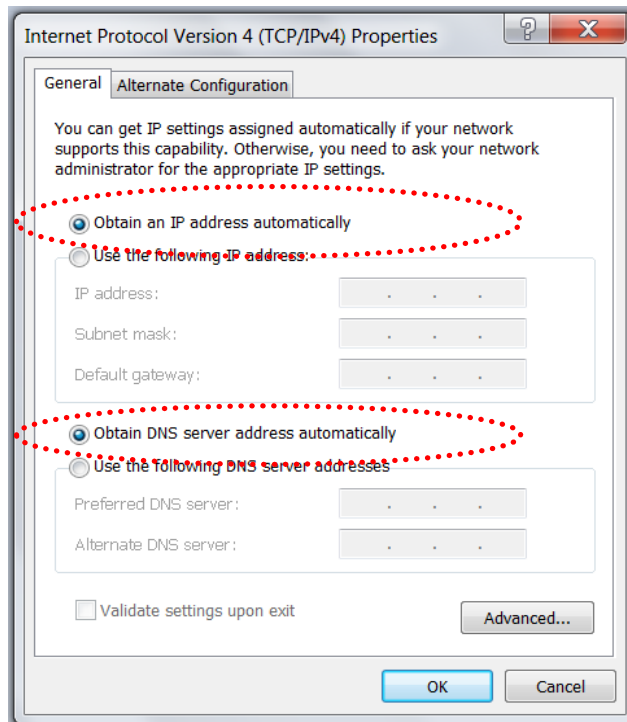 Internet Protocol Version 4 (TCP/IPv4) Properties
General
Alternate Configuration
You can get IP settings assigned automatically if your network
supports this capability. Otherwise, you need to ask your network
administrator for the appropriate IP settings.
Obtain an IP address automatically
Use the following IP address:
IP address:
Subnet mask:
Default gateway:
Obtain DNS server address automatically
Use the following DNS server addresses
Preferred DNS server:
Alternate DNS server:
Validate settings upon exit
Advanced...
OK
Cancel